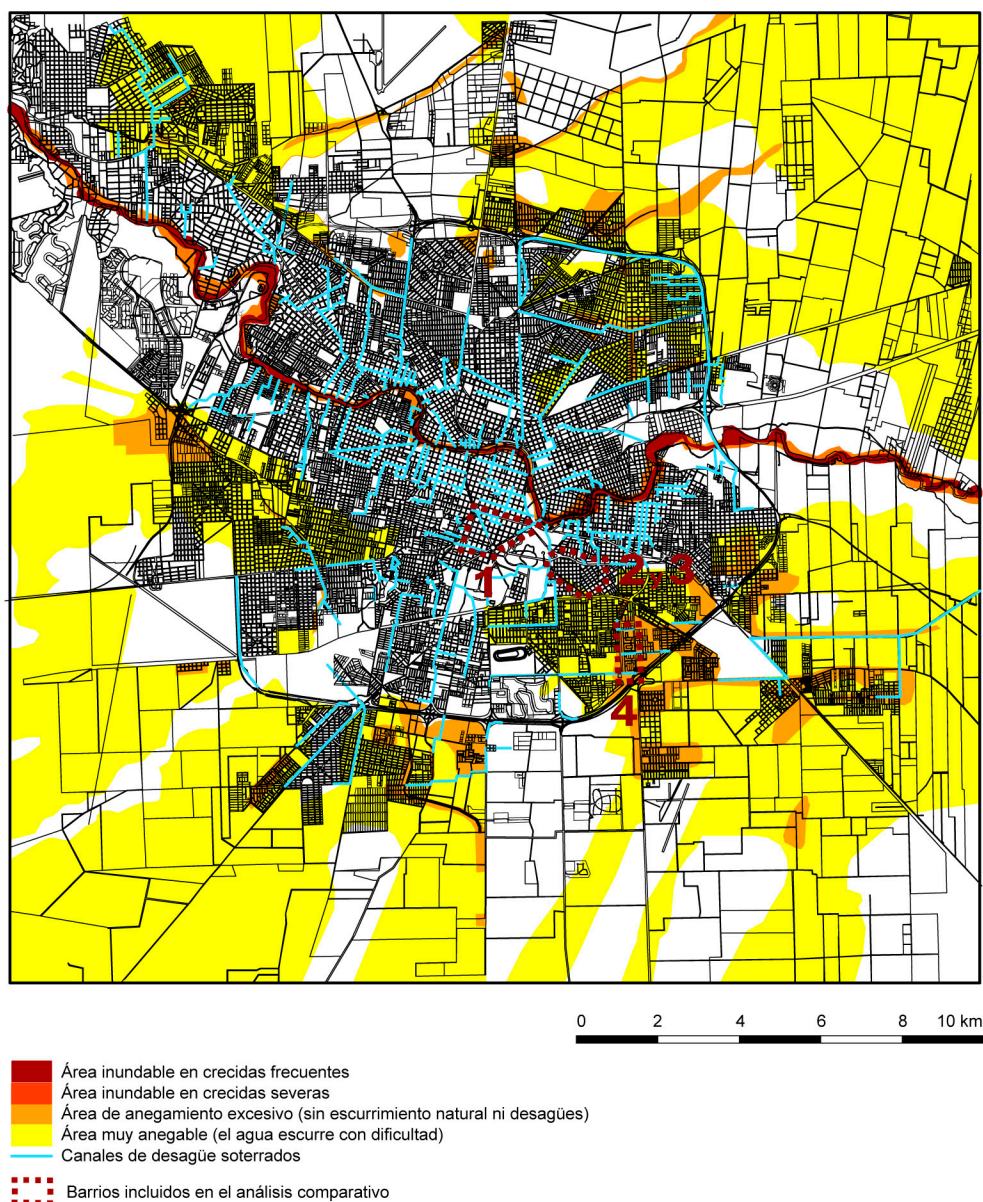 1
2 y 3
4
0 2 4 6 8 10 km
Área inundable en crecidas frecuentes
Área inundable en crecidas severas
Área de anegamiento excesivo (sin escurrimiento natural ni desagües)
Área muy anegable (el agua escurre con dificultad)
Canales de desagüe soterrados
Barrios incluidos en el análisis comparativo